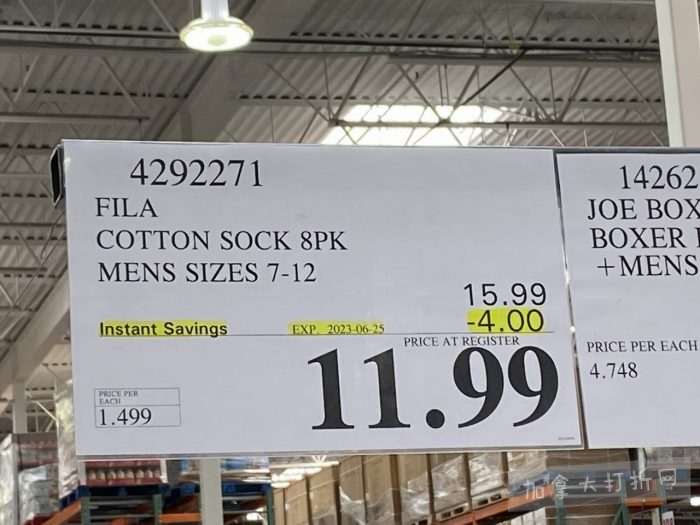 4292271
FILA
COTTON SOCK 8PK
MENS SIZES 7-12
15.99
Instant Savings EXP. 2023-06-25 -4.00
PRICE AT REGISTER
11.99
PRICE PER
EACH
1.499
14262
JOE BOX
BOXER
+MENS
PRICE PER EACH
4.748
加拿大打折网